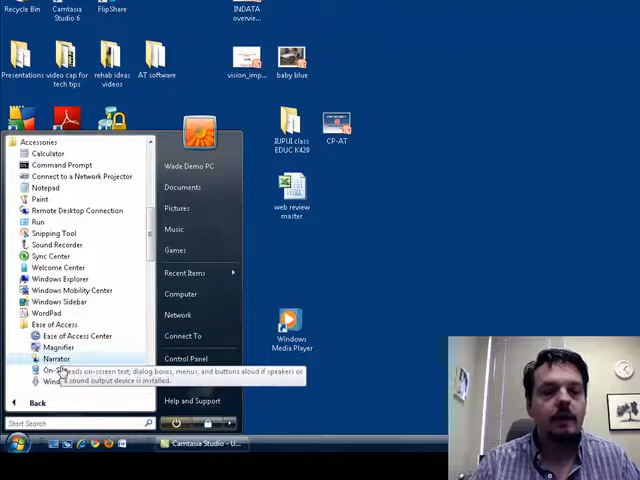 Recycle Bin
Camtasia
Studio 6
FlipShare
INDATA
overvie...
Presentations
video cap for
tech tips
rehab ideas
videos
AT software
vision_imp...
baby blue
IUPUI class
EDUC K428
CP-AT
web review
master
Windows
Media Player
Accessories
Calculator
Command Prompt
Connect to a Network Projector
Notepad
Paint
Remote Desktop Connection
Run
Snipping Tool
Sound Recorder
Sync Center
Welcome Center
Windows Explorer
Windows Mobility Center
Windows Sidebar
WordPad
Ease of Access
Ease of Access Center
Magnifier
Narrator
On-S
Wind
Back
Start Search
Wade Demo PC
Documents
Pictures
Music
Games
Recent Items
Computer
Network
Connect To
Control Panel
eads on-screen text, dialog boxes, menus, and buttons aloud if speakers or
a sound output device is installed.
Help and Support
Camtasia Studio - U...